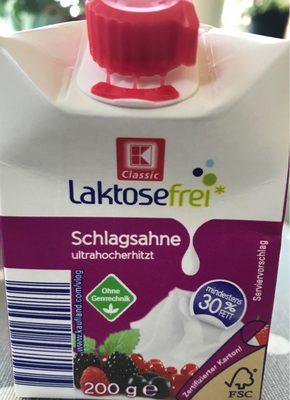 K
Classic
Laktosefrei*
Schlagsahne
ultrahocherhitzt
Ohne
Gentechnik
mindestens
30%
FETT
Serviervorschlag
www.kaufland.com/vlog
200 g e
Zertifizierter Karton!
FSC